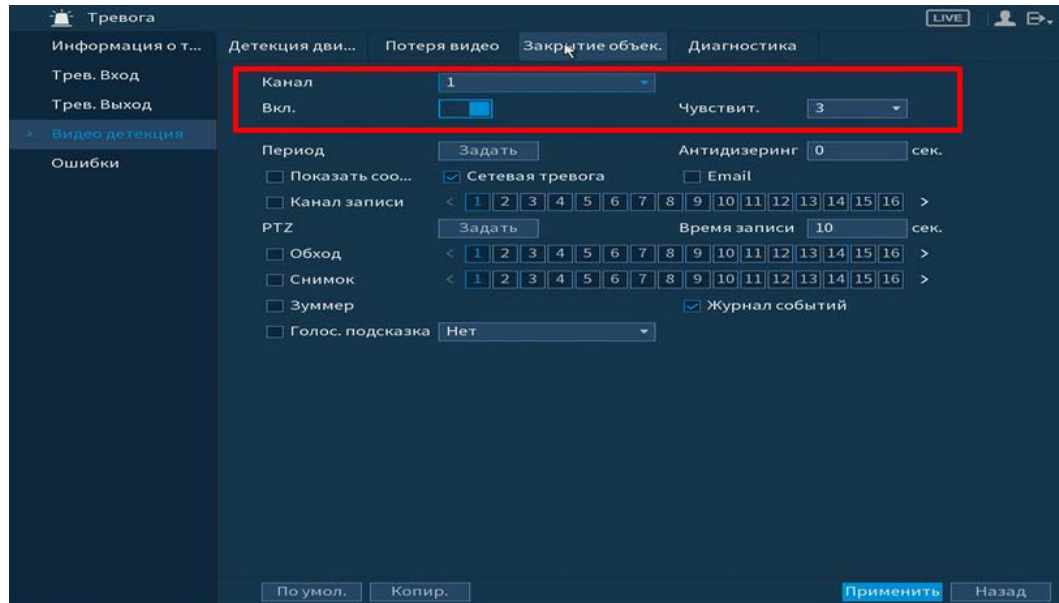 Тревога LIVE
Информация о т... Детекция дви... Потеря видео Закрытие объек. Диагностика
Трев. Вход
Трев. Выход
> Видео детекция
Ошибки
Канал 1
Вкл. Чувствит. 3
Период Задать Антидизеринг 0 сек.
Показать соо... Сетевая тревога Email
Канал записи < 1 2 3 4 5 6 7 8 9 10 11 12 13 14 15 16 >
PTZ Задать Время записи 10 сек.
Обход < 1 2 3 4 5 6 7 8 9 10 11 12 13 14 15 16 >
Снимок < 1 2 3 4 5 6 7 8 9 10 11 12 13 14 15 16 >
Зуммер Журнал событий
Голос. подсказка Нет
По умол. Копир. Применить Назад